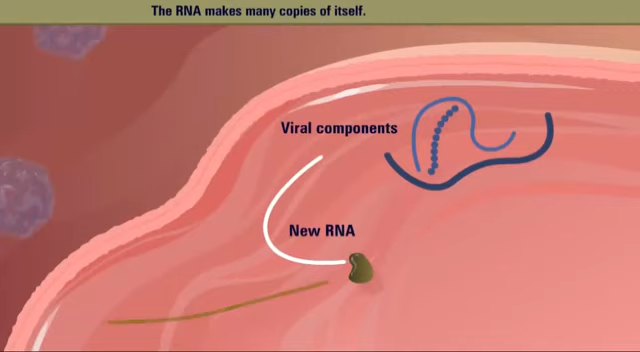 The RNA makes many copies of itself.
Viral components
New RNA